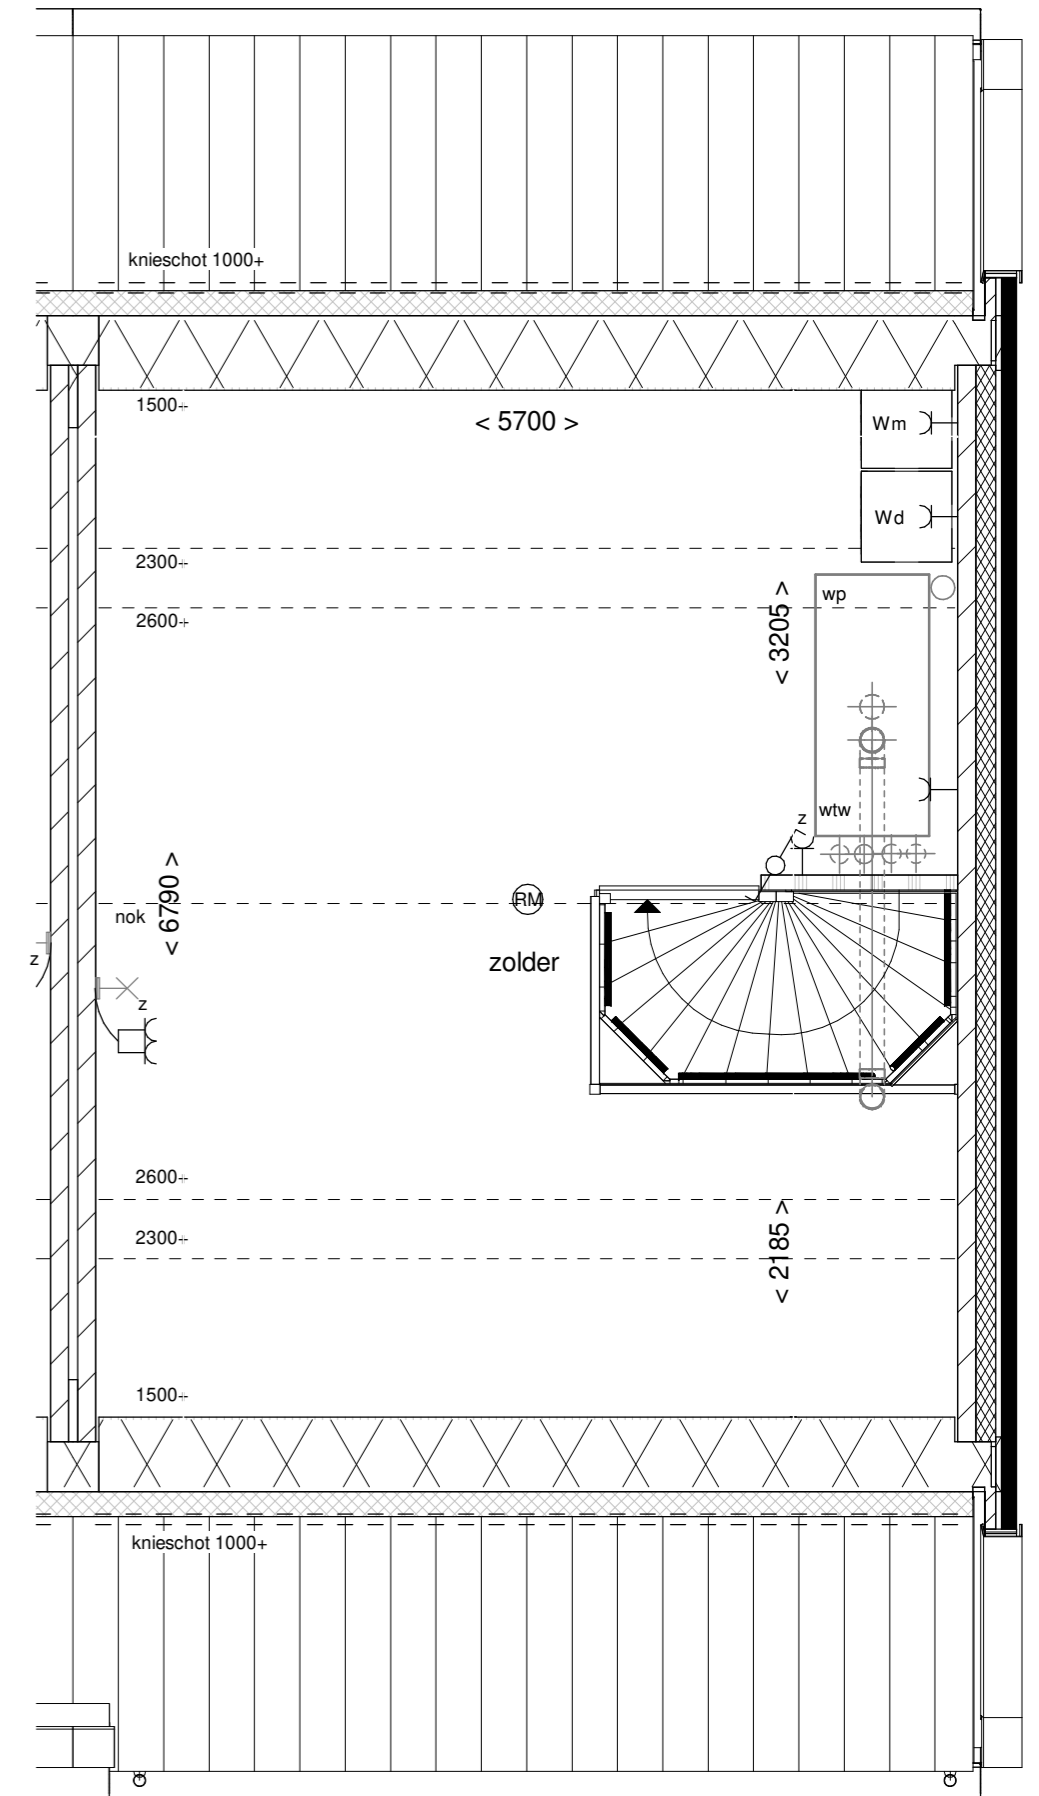 knieschot 1000+
1500+
< 5700 >
Wm
Wd
2300+
2600+
< 3205 >
wp
wtw
z
< 6790 >
nok
RM
z
zolder
z
2600+
2300+
< 2185 >
1500+
knieschot 1000+